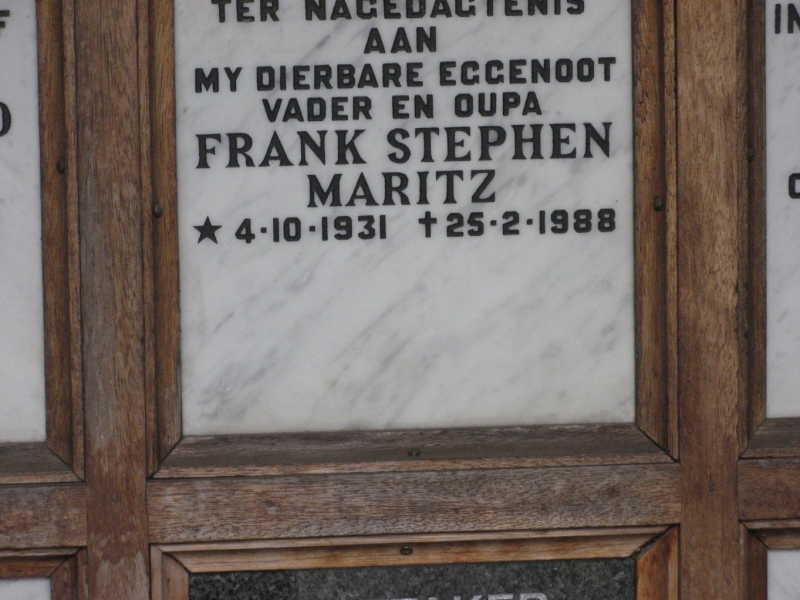 TER NAGEDAGTENIS
AAN
MY DIERBARE EGGENOOT
VADER EN OUPA
FRANK STEPHEN
MARITZ
★ 4·10·1931 ✝25·2·1988